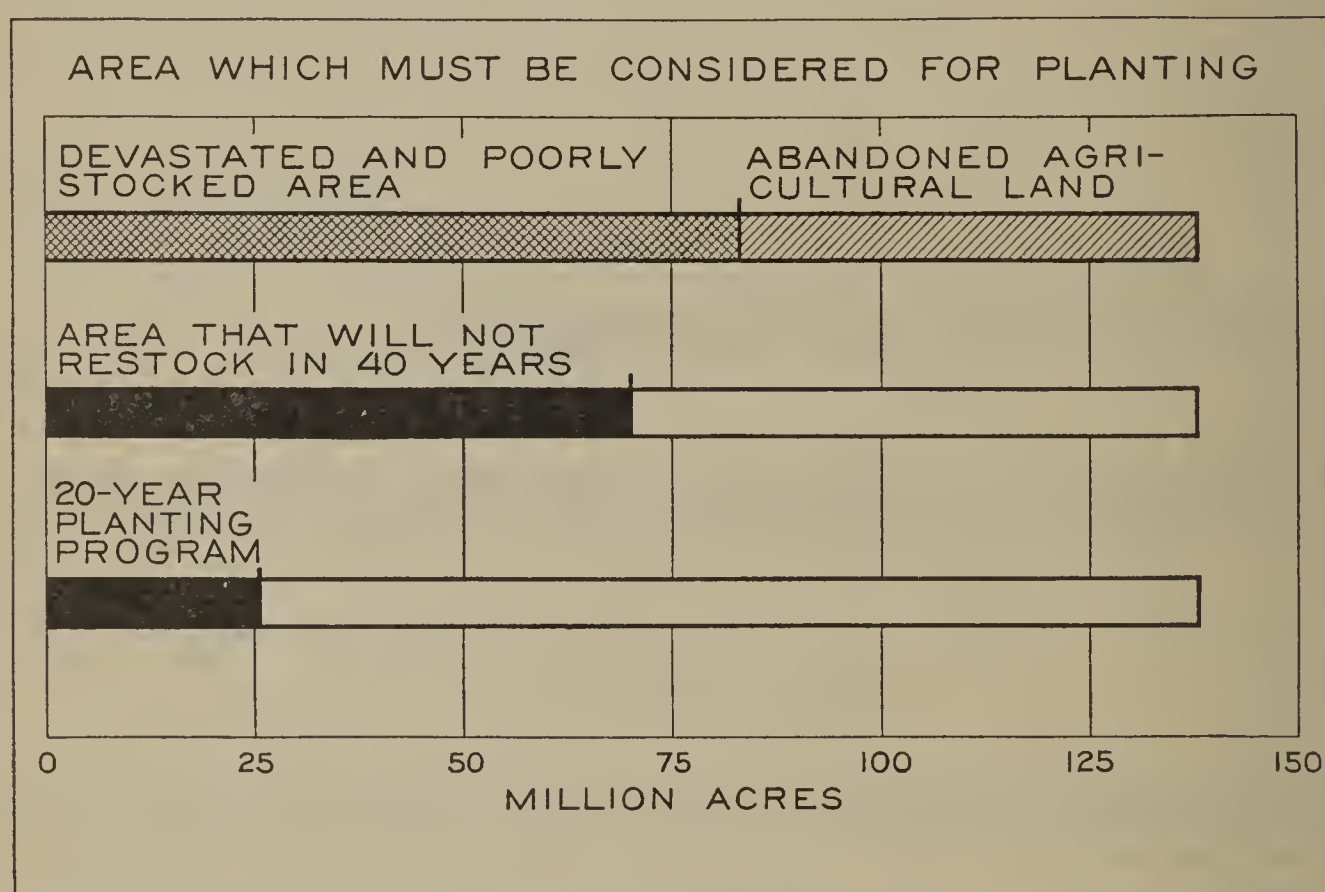 AREA WHICH MUST BE CONSIDERED FOR PLANTING
DEVASTATED AND POORLY
STOCKED AREA
ABANDONED AGRI-
CULTURAL LAND
AREA THAT WILL NOT
RESTOCK IN 40 YEARS
20-YEAR
PLANTING
PROGRAM
0 25 50 75 100 125 150
MILLION ACRES